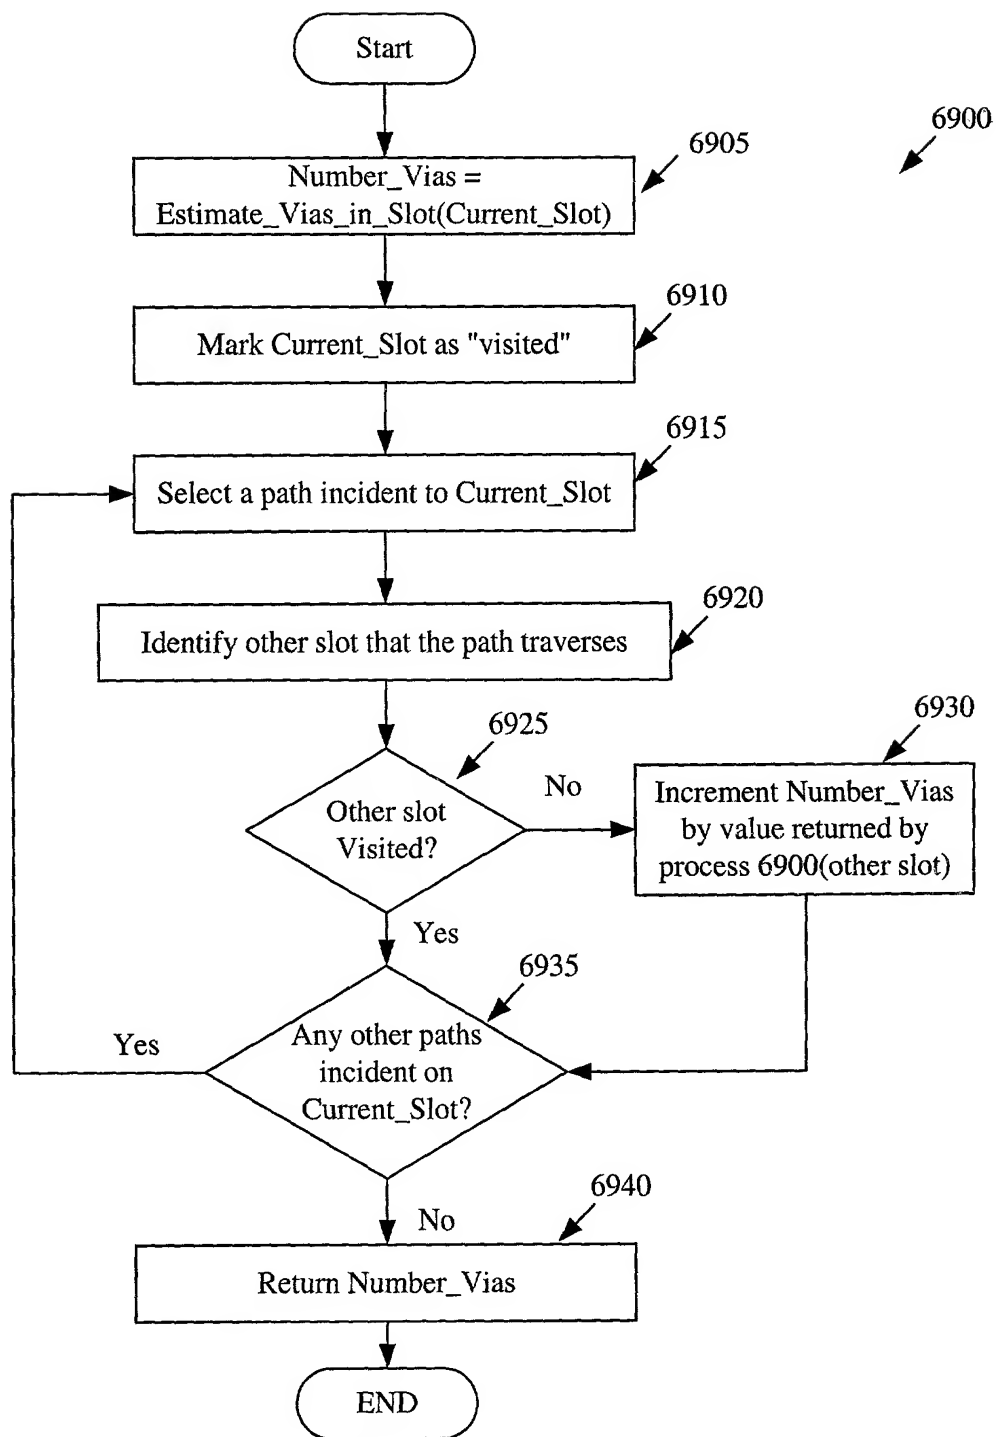 Start
6900
6905
Number_Vias =
Estimate_Vias_in_Slot(Current_Slot)
6910
Mark Current_Slot as "visited"
6915
Select a path incident to Current_Slot
6920
Identify other slot that the path traverses
6925
6930
Other slot
Visited?
No
Increment Number_Vias
by value returned by
process 6900(other slot)
Yes
6935
Any other paths
incident on
Current_Slot?
Yes
No
6940
Return Number_Vias
END